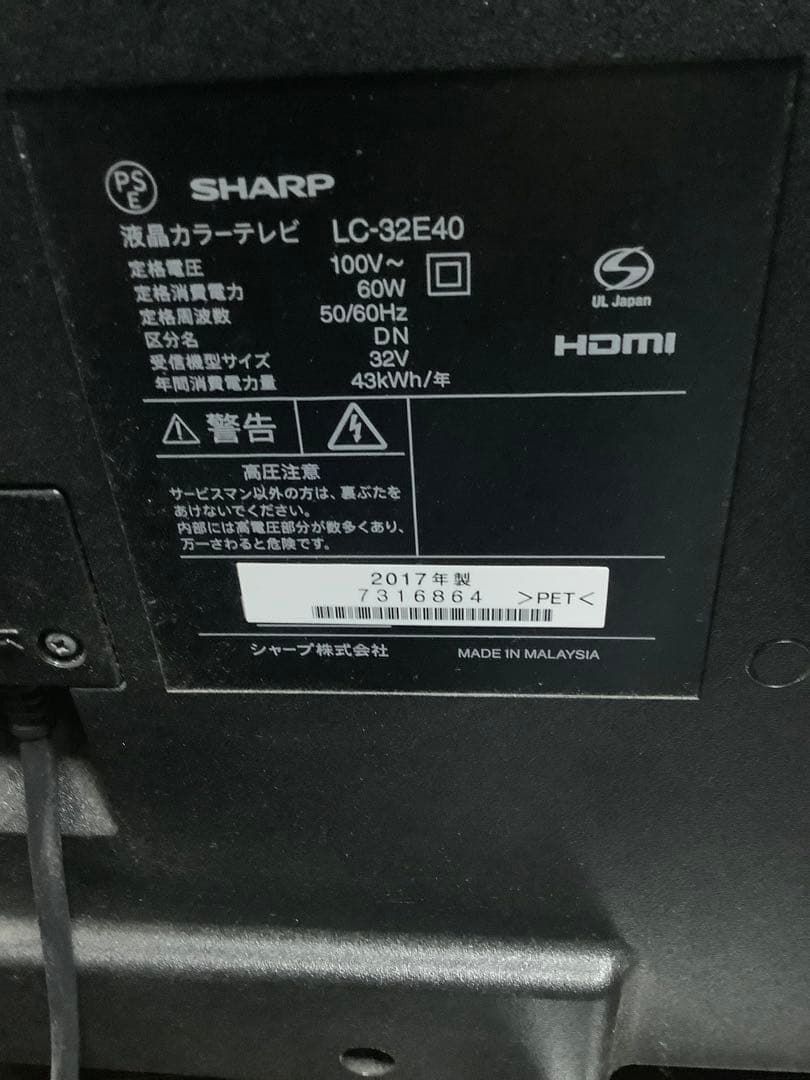 PSE SHARP
液晶カラーテレビ LC-32E40
定格電圧 100V～
定格消費電力 60W
定格周波数 50/60Hz
区分名 DN
受信機型サイズ 32V
年間消費電力量 43kWh/年
UL Japan
HDMI
警告
高圧注意
サービスマン以外の方は、裏ぶたを
あけないでください。
内部には高電圧部分が数多くあり、
万一さわると危険です。
2017年製
7316864 >PET<
シャープ株式会社 MADE IN MALAYSIA